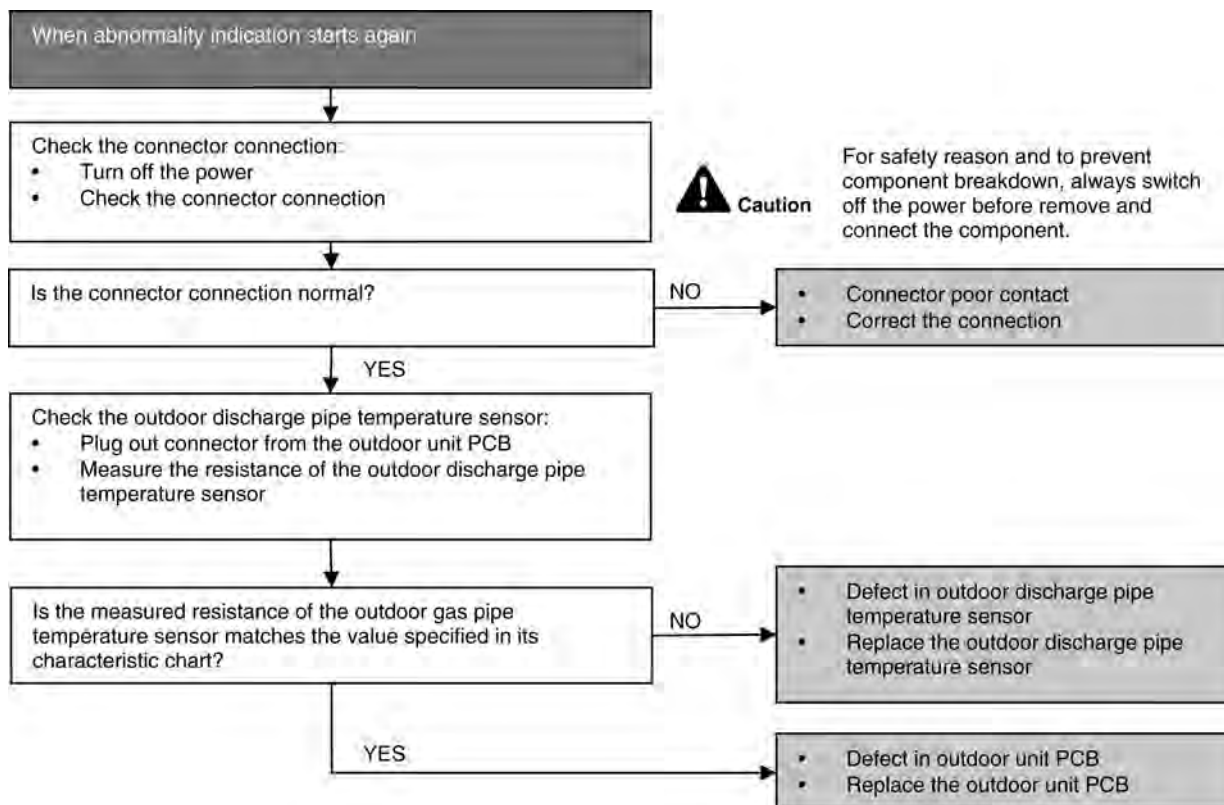 When abnormality indication starts again
Check the connector connection:
• Turn off the power
• Check the connector connection
Caution
For safety reason and to prevent
component breakdown, always switch
off the power before remove and
connect the component.
Is the connector connection normal?
NO
• Connector poor contact
• Correct the connection
YES
Check the outdoor discharge pipe temperature sensor:
• Plug out connector from the outdoor unit PCB
• Measure the resistance of the outdoor discharge pipe
temperature sensor
Is the measured resistance of the outdoor gas pipe
temperature sensor matches the value specified in its
characteristic chart?
NO
• Defect in outdoor discharge pipe
temperature sensor
• Replace the outdoor discharge pipe
temperature sensor
YES
• Defect in outdoor unit PCB
• Replace the outdoor unit PCB